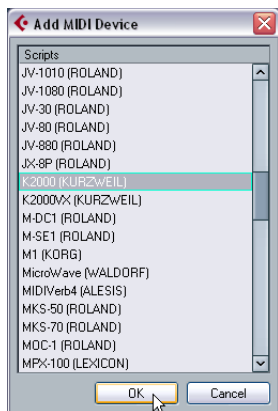 Add MIDI Device
Scripts
JV-1010 (ROLAND)
JV-1080 (ROLAND)
JV-30 (ROLAND)
JV-80 (ROLAND)
JV-880 (ROLAND)
JX-8P (ROLAND)
K2000 (KURZWEIL)
K2000VX (KURZWEIL)
M-DC1 (ROLAND)
M-SE1 (ROLAND)
M1 (KORG)
MicroWave (WALDORF)
MIDIVerb4 (ALESIS)
MKS-50 (ROLAND)
MKS-70 (ROLAND)
MOC-1 (ROLAND)
MPX-100 (LEXICON)
OK Cancel